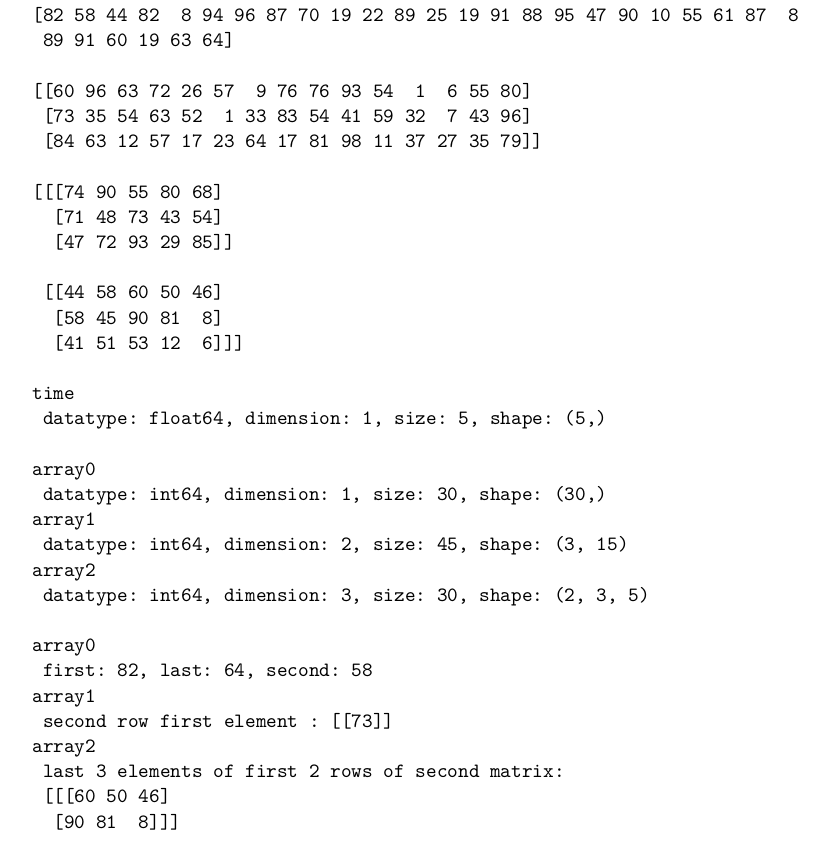 [82 58 44 82  8 94 96 87 70 19 22 89 25 19 91 88 95 47 90 10 55 61 87  8
 89 91 60 19 63 64]
[[60 96 63 72 26 57  9 76 76 93 54  1  6 55 80]
 [73 35 54 63 52  1 33 83 54 41 59 32  7 43 96]
 [84 63 12 57 17 23 64 17 81 98 11 37 27 35 79]]
[[[74 90 55 80 68]
  [71 48 73 43 54]
  [47 72 93 29 85]]
 [[44 58 60 50 46]
  [58 45 90 81  8]
  [41 51 53 12  6]]]
time
 datatype: float64, dimension: 1, size: 5, shape: (5,)
array0
 datatype: int64, dimension: 1, size: 30, shape: (30,)
array1
 datatype: int64, dimension: 2, size: 45, shape: (3, 15)
array2
 datatype: int64, dimension: 3, size: 30, shape: (2, 3, 5)
array0
 first: 82, last: 64, second: 58
array1
 second row first element : [[73]]
array2
 last 3 elements of first 2 rows of second matrix:
 [[[60 50 46]
  [90 81  8]]]